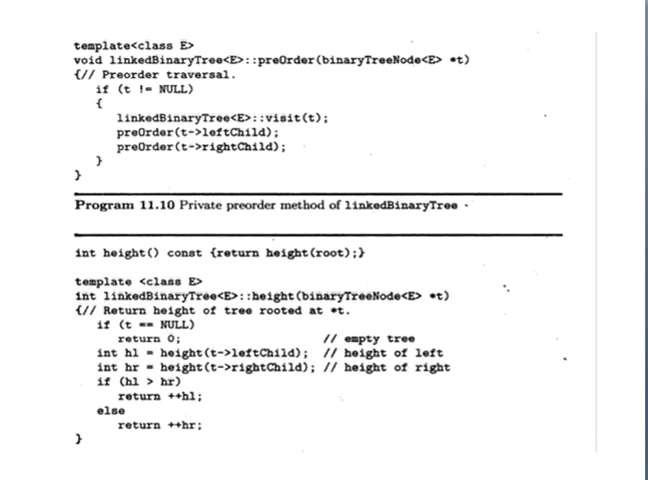 template<class E>
void linkedBinaryTree<E>::preOrder(binaryTreeNode<E> *t)
{// Preorder traversal.
   if (t != NULL)
   {
      linkedBinaryTree<E>::visit(t);
      preOrder(t->leftChild);
      preOrder(t->rightChild);
   }
}
Program 11.10 Private preorder method of linkedBinaryTree
int height() const {return height(root);}
template <class E>
int linkedBinaryTree<E>::height(binaryTreeNode<E> *t)
{// Return height of tree rooted at *t.
   if (t == NULL)
      return 0;                    // empty tree
   int hl = height(t->leftChild);  // height of left
   int hr = height(t->rightChild); // height of right
   if (hl > hr)
      return ++hl;
   else
      return ++hr;
}